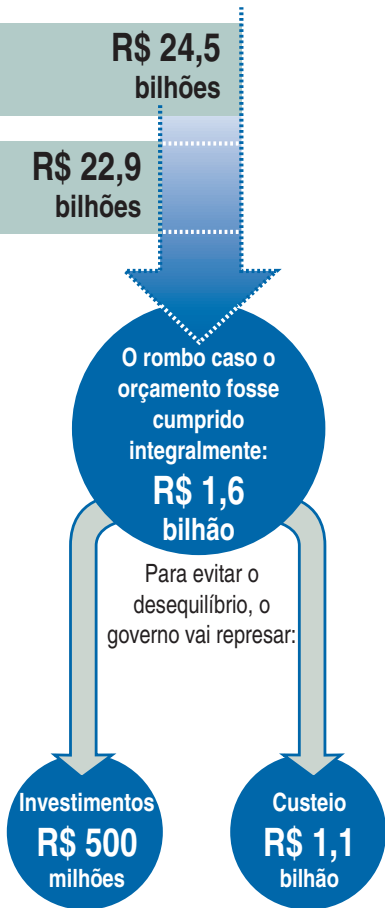 R$ 24,5
bilhões
R$ 22,9
bilhões
O rombo caso o
orçamento fosse
cumprido
integralmente:
R$ 1,6
bilhão
Para evitar o
desequilíbrio, o
governo vai represar:
Investimentos
R$ 500
milhões
Custeio
R$ 1,1
bilhão